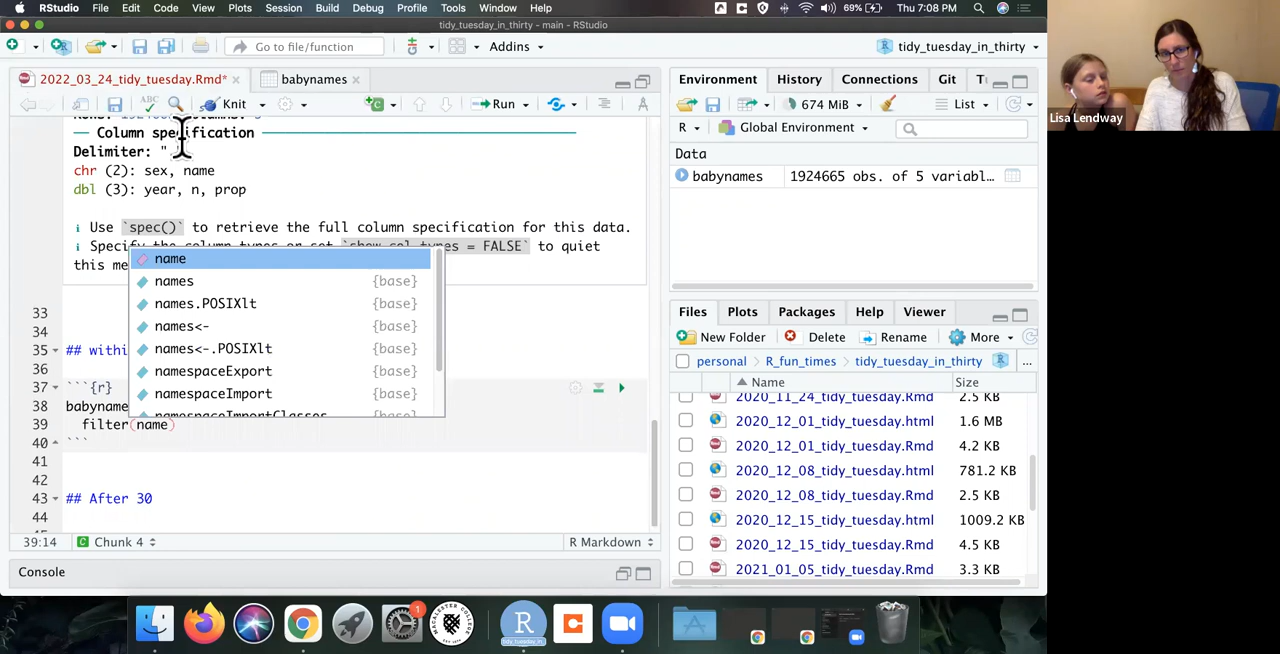 RStudio File Edit Code View Plots Session Build Debug Profile Tools Window Help 69% Thu 7:08 PM
tidy_tuesday_in_thirty - main - RStudio
Go to file/function Addins tidy_tuesday_in_thirty
2022_03_24_tidy_tuesday.Rmd* babynames
Knit Run
Column specification
Delimiter: "
chr (2): sex, name
dbl (3): year, n, prop
i Use `spec()` to retrieve the full column specification for this data.
i Specify the column types or set `show_col_types = FALSE` to quiet
this me
name
names {base}
names.POSIXlt {base}
names<- {base}
names<-.POSIXlt {base}
namespaceExport {base}
namespaceImport {base}
namespaceImportClasses {base}
33
34
35 ## withi
36
37 ```{r}
38 babyname
39 filter(name)
40 ```
41
42
43 ## After 30
44
39:14 Chunk 4 R Markdown
Console
Environment History Connections Git
674 MiB List
R Global Environment
Data
babynames 1924665 obs. of 5 variabl…
Files Plots Packages Help Viewer
New Folder Delete Rename More
personal R_fun_times tidy_tuesday_in_thirty ...
Name Size
2020_11_24_tidy_tuesday.Rmd 2.5 KB
2020_12_01_tidy_tuesday.html 1.6 MB
2020_12_01_tidy_tuesday.Rmd 4.2 KB
2020_12_08_tidy_tuesday.html 781.2 KB
2020_12_08_tidy_tuesday.Rmd 2.5 KB
2020_12_15_tidy_tuesday.html 1009.2 KB
2020_12_15_tidy_tuesday.Rmd 4.5 KB
2021_01_05_tidy_tuesday.Rmd 3.3 KB
Lisa Lendway